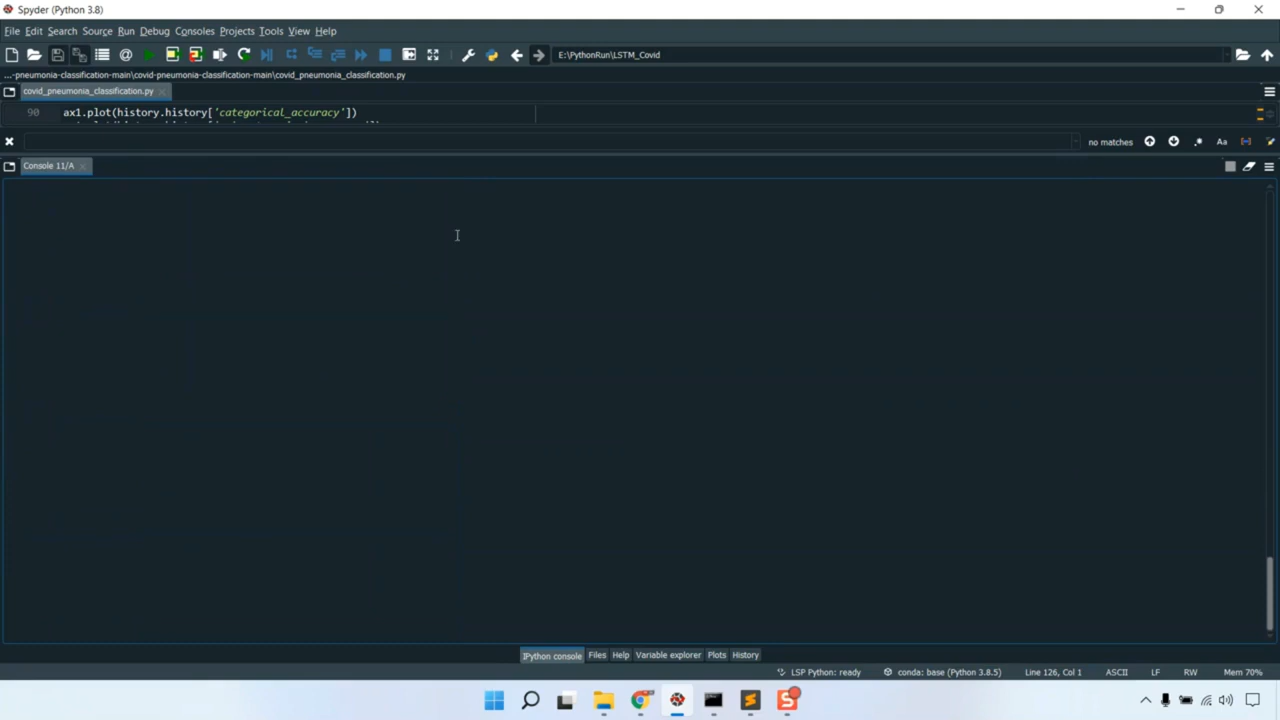 Spyder (Python 3.8)
File Edit Search Source Run Debug Consoles Projects Tools View Help
E:\PythonRun\LSTM_Covid
...-pneumonia-classification-main\covid-pneumonia-classification-main\covid_pneumonia_classification.py
covid_pneumonia_classification.py
90 ax1.plot(history.history['categorical_accuracy'])
no matches
Aa
Console 11/A
IPython console Files Help Variable explorer Plots History
LSP Python: ready conda: base (Python 3.8.5) Line 126, Col 1 ASCII LF RW Mem 70%